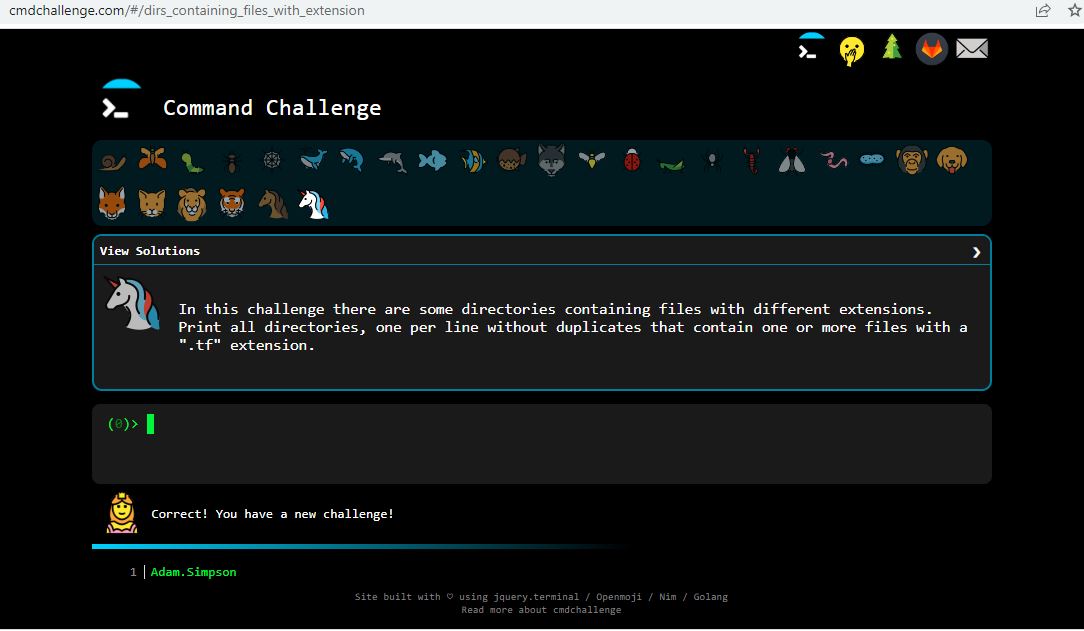 cmdchallenge.com/#/dirs_containing_files_with_extension
Command Challenge
View Solutions
In this challenge there are some directories containing files with different extensions.
Print all directories, one per line without duplicates that contain one or more files with a
".tf" extension.
(0)>
Correct! You have a new challenge!
1 Adam.Simpson
Site built with ♡ using jquery.terminal / Openmoji / Nim / Golang
Read more about cmdchallenge